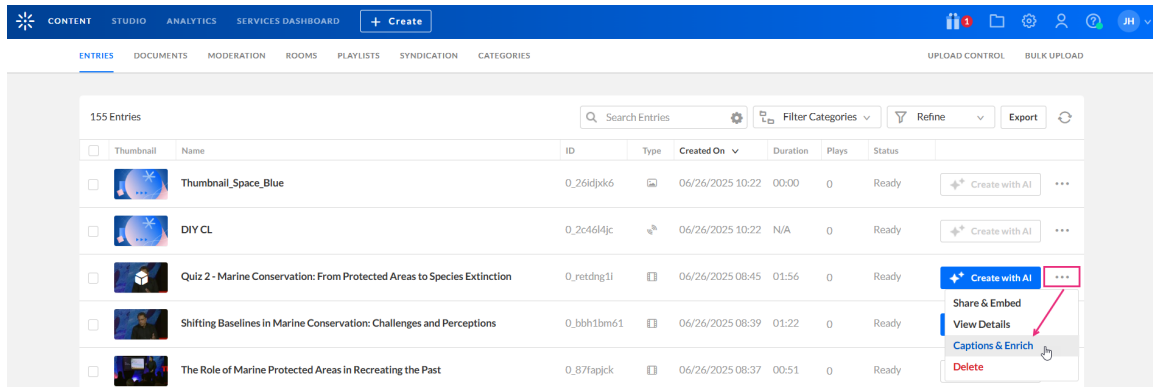 CONTENT STUDIO ANALYTICS SERVICES DASHBOARD + Create 1 ? JH
ENTRIES DOCUMENTS MODERATION ROOMS PLAYLISTS SYNDICATION CATEGORIES UPLOAD CONTROL BULK UPLOAD
155 Entries Search Entries Filter Categories Refine Export
Thumbnail Name ID Type Created On Duration Plays Status
Thumbnail_Space_Blue 0_26idjxk6 06/26/2025 10:22 00:00 0 Ready Create with AI ...
DIY CL 0_2c46l4jc 06/26/2025 10:22 N/A 0 Ready Create with AI ...
Quiz 2 - Marine Conservation: From Protected Areas to Species Extinction 0_retdng1i 06/26/2025 08:45 01:56 0 Ready Create with AI ...
Share & Embed
Shifting Baselines in Marine Conservation: Challenges and Perceptions 0_bbh1bm61 06/26/2025 08:39 01:22 0 Ready View Details
Captions & Enrich
The Role of Marine Protected Areas in Recreating the Past 0_87fapjck 06/26/2025 08:37 00:51 0 Ready Delete